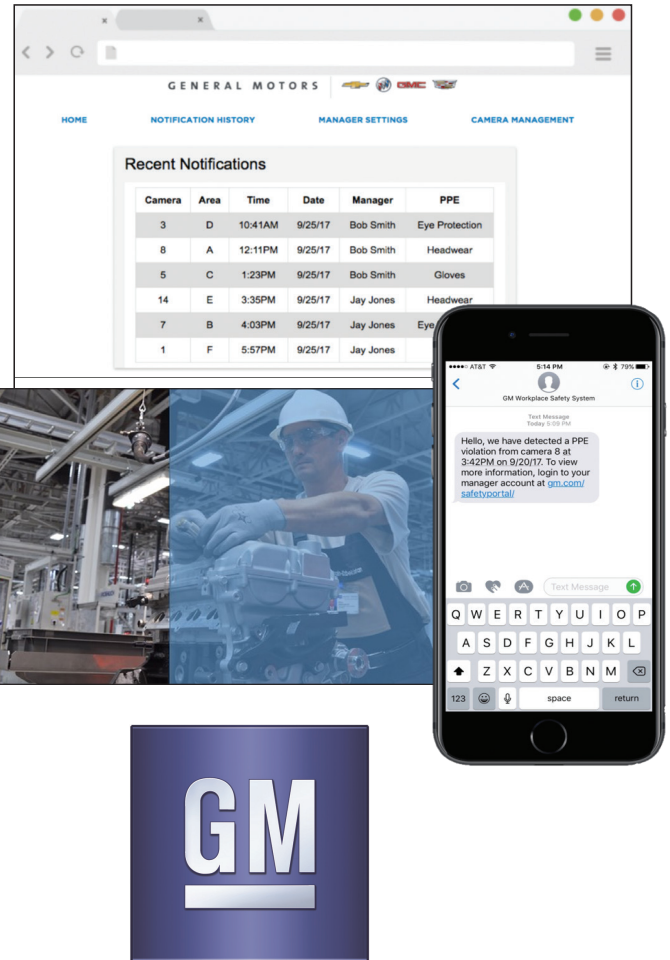 × ×
GENERAL MOTORS GMC
HOME NOTIFICATION HISTORY MANAGER SETTINGS CAMERA MANAGEMENT
Recent Notifications
Camera Area Time Date Manager PPE
3 D 10:41AM 9/25/17 Bob Smith Eye Protection
8 A 12:11PM 9/25/17 Bob Smith Headwear
5 C 1:23PM 9/25/17 Bob Smith Gloves
14 E 3:35PM 9/25/17 Jay Jones Headwear
7 B 4:03PM 9/25/17 Jay Jones Eye
1 F 5:57PM 9/25/17 Jay Jones
AT&T 5:14 PM 79%
GM Workplace Safety System
Text Message
Today 5:09 PM
Hello, we have detected a PPE
violation from camera 8 at
3:42PM on 9/20/17. To view
more information, login to your
manager account at gm.com/
safetyportal/
Text Message
Q W E R T Y U I O P
A S D F G H J K L
Z X C V B N M
123 space return
GM